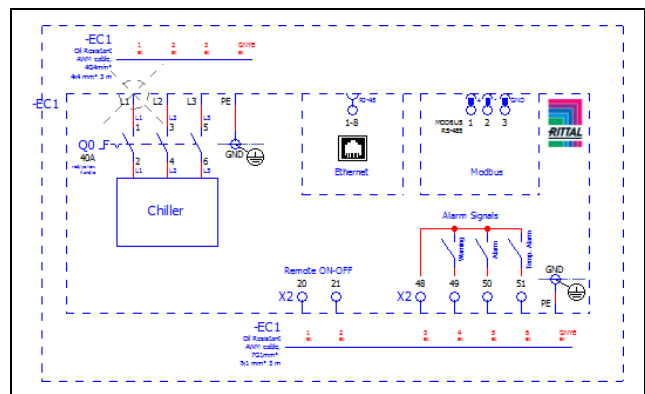 -EC1
Oil Resistant
AWM cable,
4G4mm²
4x4 mm² 3 m
1 2 3 GNYE
-EC1
L1 L2 L3 PE
L1 L2 L3
1 3 5
Q0
40A
2 4 6
L1 L2 L3
GND
Chiller
RJ-45
1-8
Ethernet
+ - GND
MODBUS
RS-485
1 2 3
Modbus
RITTAL
Alarm Signals
Warning
Alarm
Temp. Alarm
Remote ON-OFF
20 21
X2
48 49 50 51
X2
GND
PE
-EC1
Oil Resistant
AWM cable,
7G1mm²
7x1 mm² 3 m
1 2 3 4 5 6 GNYE